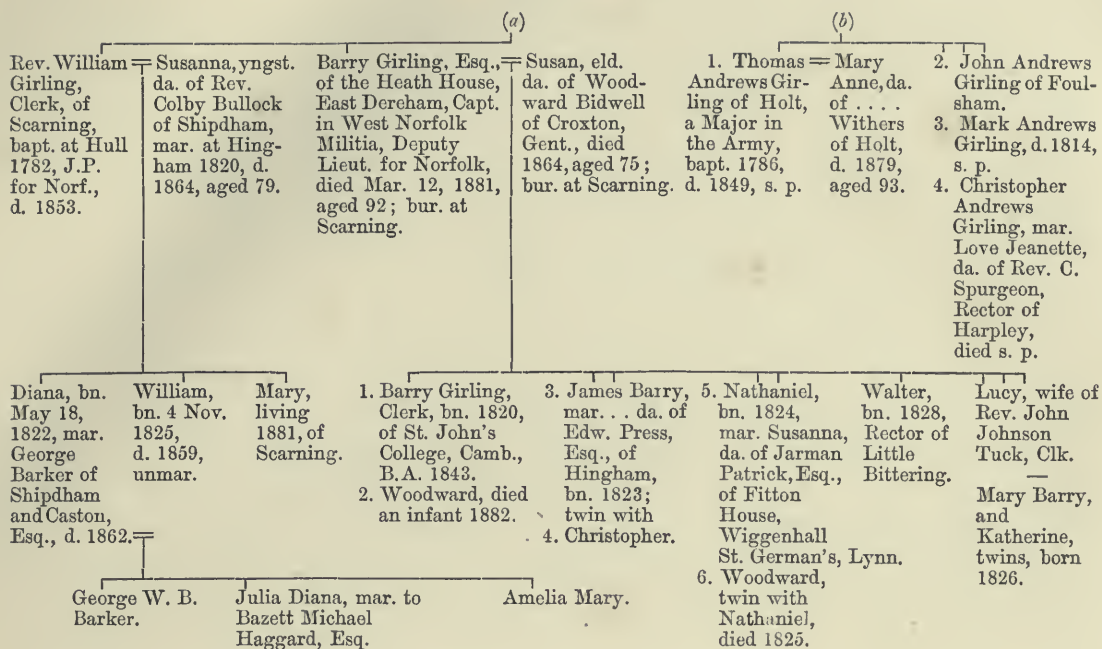 (a)
(b)
Rev. William
Girling,
Clerk, of
Scarning,
bapt. at Hull
1782, J.P.
for Norf.,
d. 1853.
Susanna, yngst.
da. of Rev.
Colby Bullock
of Shipdham,
mar. at Hing-
ham 1820, d.
1864, aged 79.
Barry Girling, Esq.,
of the Heath House,
East Dereham, Capt.
in West Norfolk
Militia, Deputy
Lieut. for Norfolk,
died Mar. 12, 1881,
aged 92; bur. at
Scarning.
Susan, eld.
da. of Wood-
ward Bidwell
of Croxton,
Gent., died
1864, aged 75;
bur. at Scarning.
1. Thomas
Andrews Gir-
ling of Holt,
a Major in
the Army,
bapt. 1786,
d. 1849, s. p.
Mary
Anne, da.
of . . . .
Withers
of Holt,
d. 1879,
aged 93.
2. John Andrews
Girling of Foul-
sham.
3. Mark Andrews
Girling, d. 1814,
s. p.
4. Christopher
Andrews
Girling, mar.
Love Jeanette,
da. of Rev. C.
Spurgeon,
Rector of
Harpley,
died s. p.
Diana, bn.
May 18,
1822, mar.
George
Barker of
Shipdham
and Caston,
Esq., d. 1862.
William,
bn. 4 Nov.
1825,
d. 1859,
unmar.
Mary,
living
1881, of
Scarning.
1. Barry Girling,
Clerk, bn. 1820,
of St. John's
College, Camb.,
B.A. 1843.
2. Woodward, died
an infant 1882.
3. James Barry,
mar. . . da. of
Edw. Press,
Esq., of
Hingham,
bn. 1823;
twin with
4. Christopher.
5. Nathaniel,
bn. 1824,
mar. Susanna,
da. of Jarman
Patrick, Esq.,
of Fitton
House,
Wiggenhall
St. German's, Lynn.
6. Woodward,
twin with
Nathaniel,
died 1825.
Walter,
bn. 1828,
Rector of
Little
Bittering.
Lucy, wife of
Rev. John
Johnson
Tuck, Clk.
—
Mary Barry,
and
Katherine,
twins, born
1826.
George W. B.
Barker.
Julia Diana, mar. to
Bazett Michael
Haggard, Esq.
Amelia Mary.